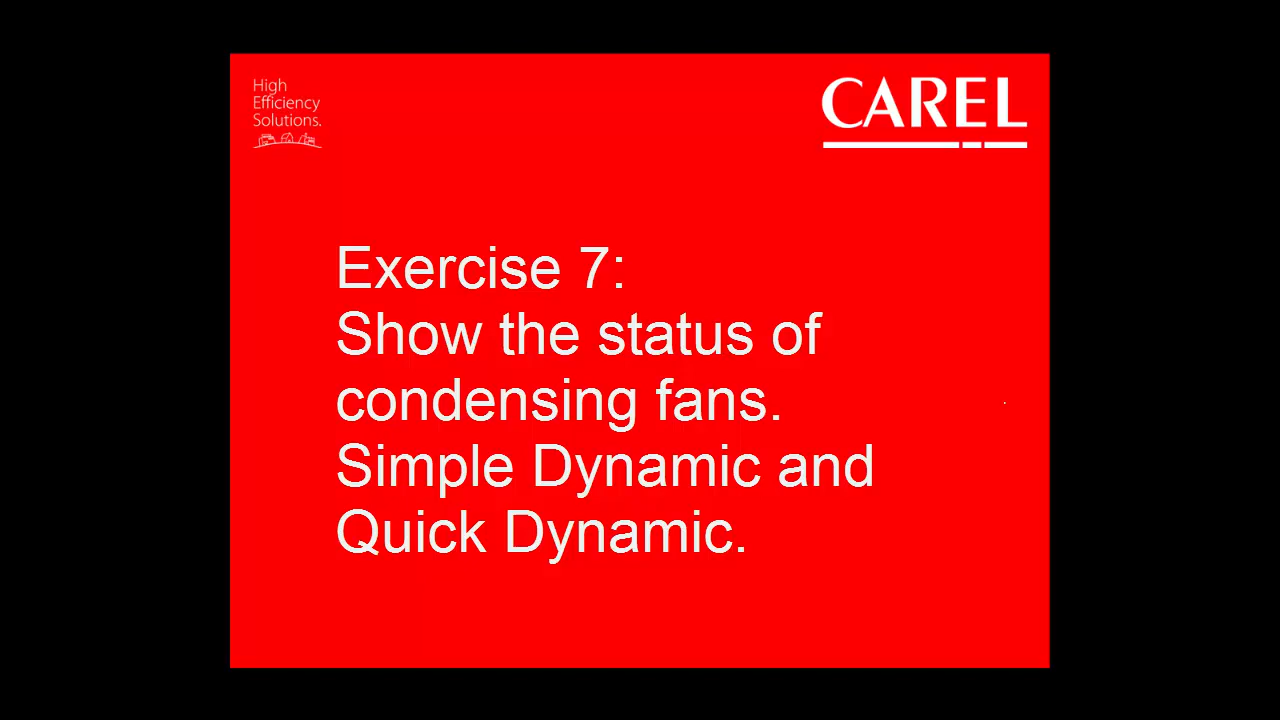 High
Efficiency
Solutions.
CAREL
Exercise 7:
Show the status of
condensing fans.
Simple Dynamic and
Quick Dynamic.